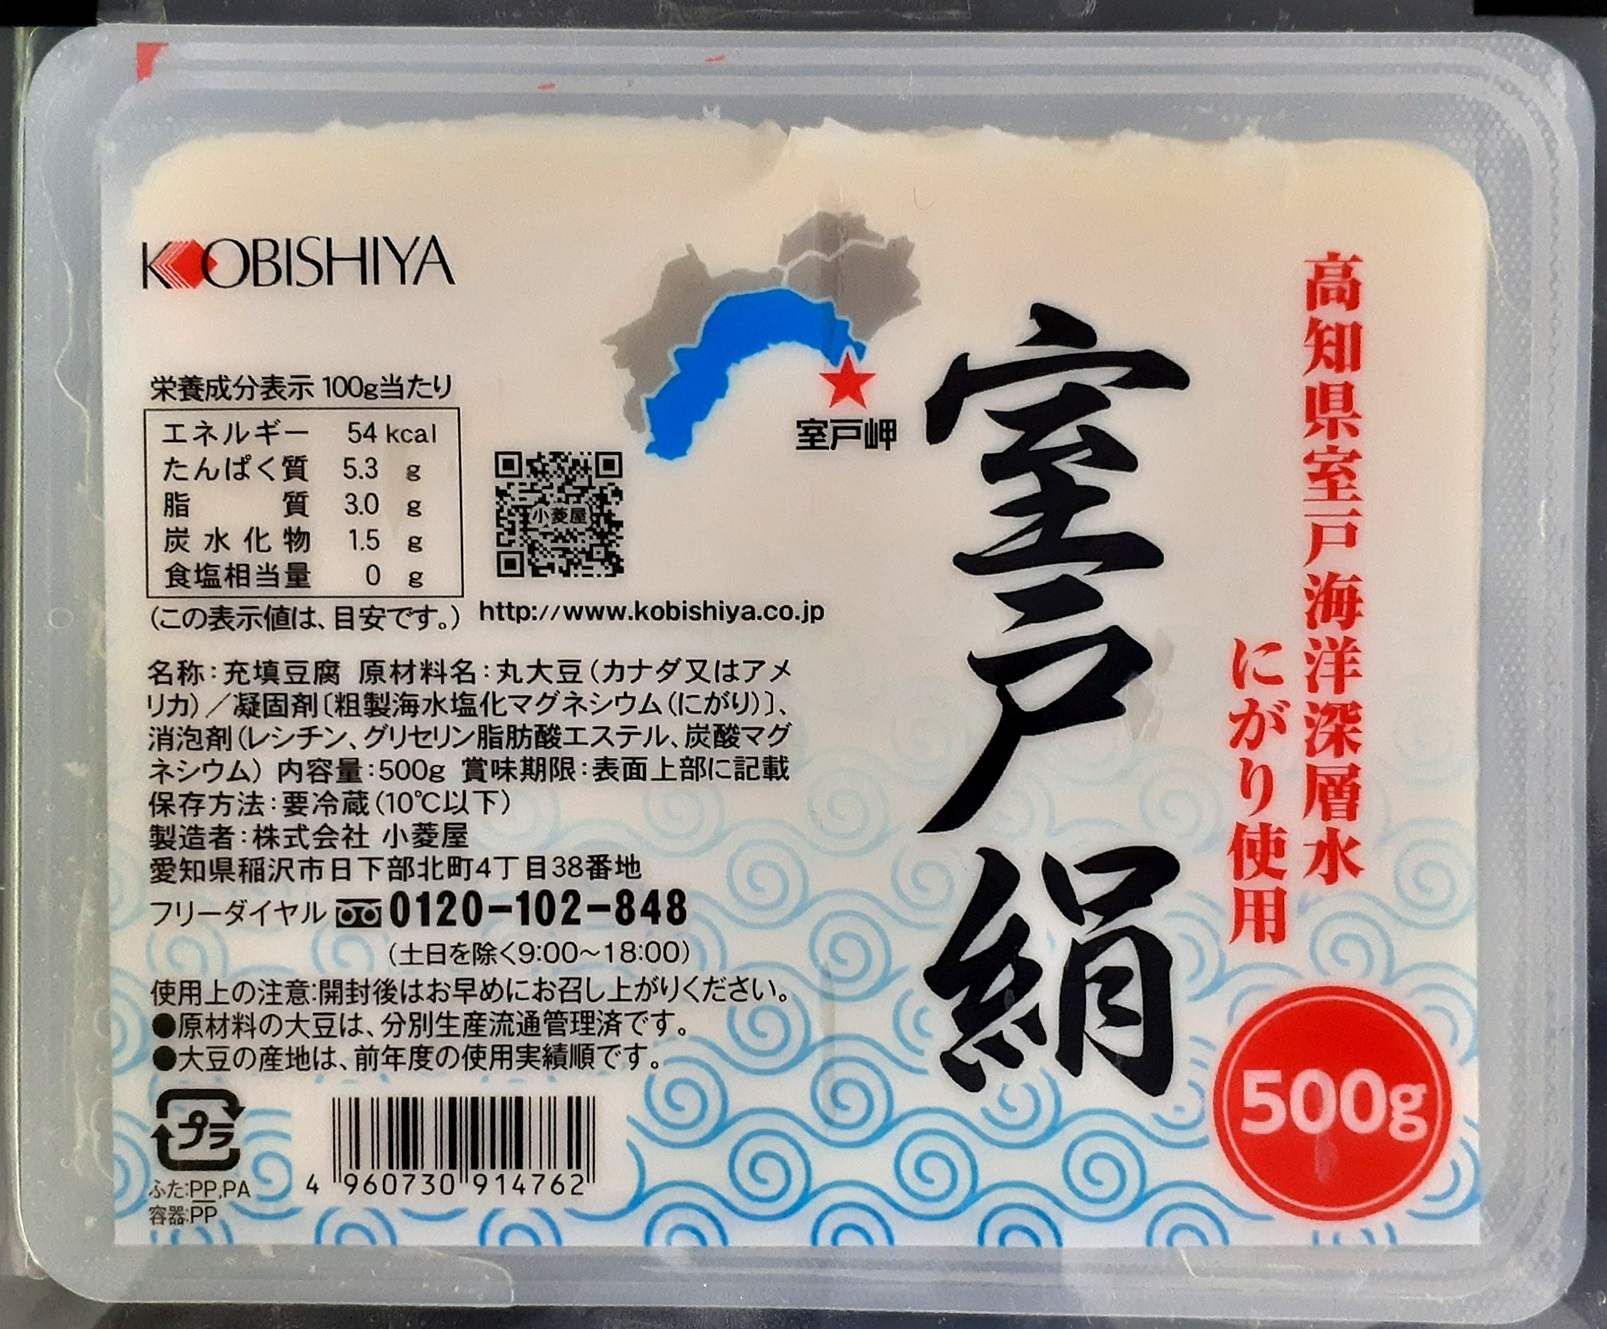 KOBISHIYA
室戸岬
高知県室戸海洋深層水
にがり使用
室戸絹
500g
栄養成分表示 100g当たり
エネルギー 54 kcal
たんぱく質 5.3 g
脂質 3.0 g
炭水化物 1.5 g
食塩相当量 0 g
(この表示値は、目安です。)
小菱屋
http://www.kobishiya.co.jp
名称:充填豆腐 原材料名:丸大豆(カナダ又はアメ
リカ)/凝固剤〔粗製海水塩化マグネシウム(にがり)〕、
消泡剤(レシチン、グリセリン脂肪酸エステル、炭酸マグ
ネシウム) 内容量:500g 賞味期限:表面上部に記載
保存方法:要冷蔵(10℃以下)
製造者:株式会社 小菱屋
愛知県稲沢市日下部北町4丁目38番地
フリーダイヤル 0120-102-848
(土日を除く9:00～18:00)
使用上の注意:開封後はお早めにお召し上がりください。
●原材料の大豆は、分別生産流通管理済です。
●大豆の産地は、前年度の使用実績順です。
プラ
ふた:PP,PA
容器:PP
4 960730 914762